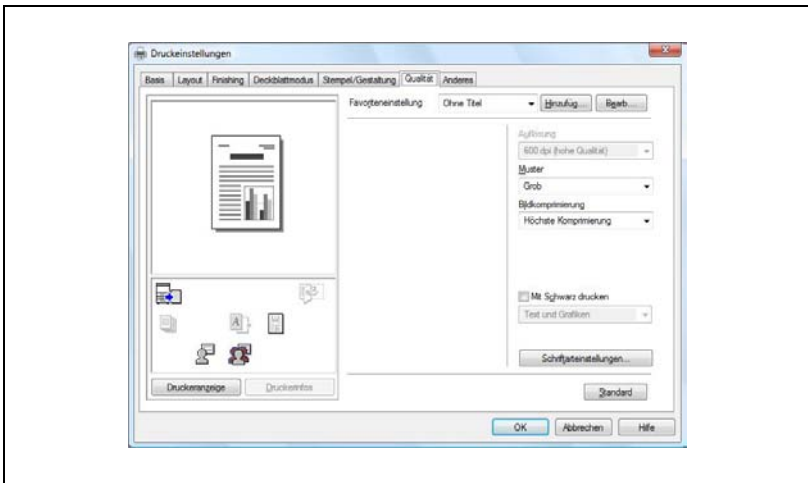 Druckeinstellungen
Basis Layout Finishing Deckblattmodus Stempel/Gestaltung Qualität Anderes
Favoriteneinstellung Ohne Titel Hinzufüg... Bearb...
Auflösung
600 dpi (hohe Qualität)
Muster
Grob
Bildkomprimierung
Höchste Komprimierung
Mit Schwarz drucken
Text und Grafiken
Schriftarteinstellungen...
Druckeranzeige Druckerinfos
Standard
OK Abbrechen Hilfe